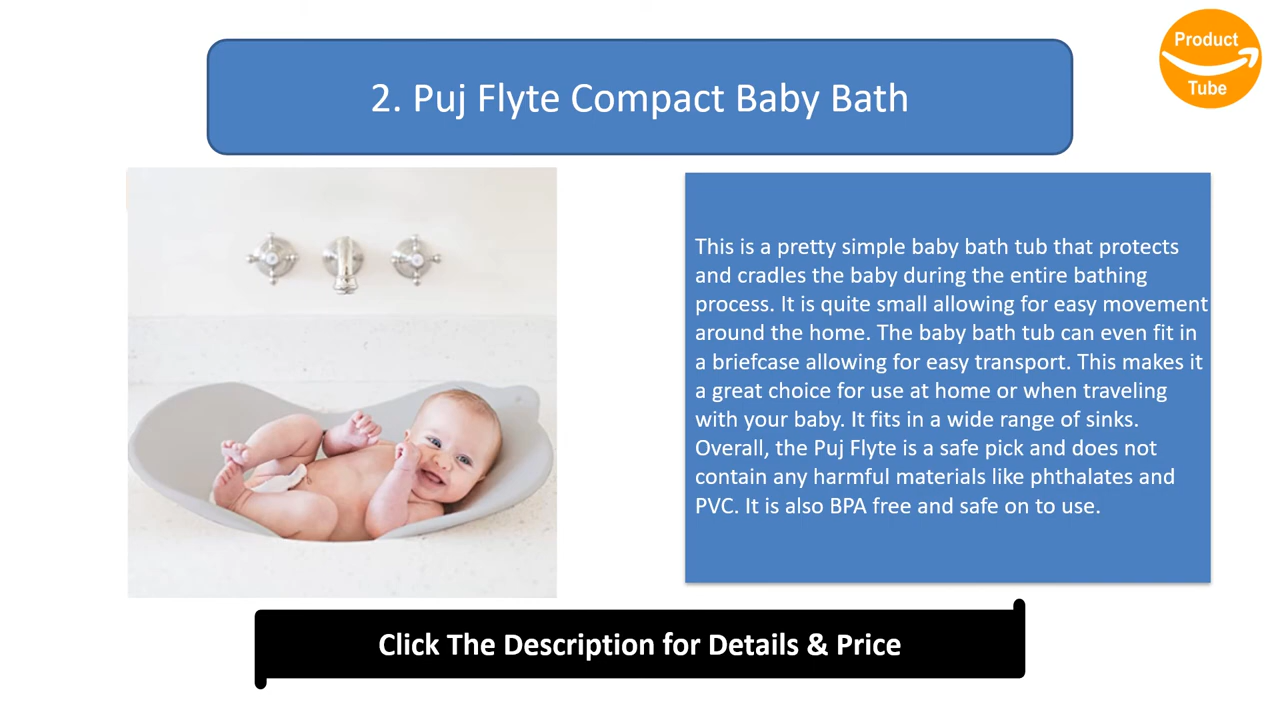 Product
Tube
2. Puj Flyte Compact Baby Bath
This is a pretty simple baby bath tub that protects
and cradles the baby during the entire bathing
process. It is quite small allowing for easy movement
around the home. The baby bath tub can even fit in
a briefcase allowing for easy transport. This makes it
a great choice for use at home or when traveling
with your baby. It fits in a wide range of sinks.
Overall, the Puj Flyte is a safe pick and does not
contain any harmful materials like phthalates and
PVC. It is also BPA free and safe on to use.
Click The Description for Details & Price